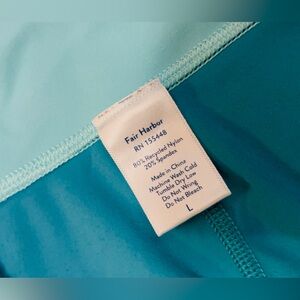 Fair Harbor
RN 155448
80% Recycled Nylon
20% Spandex
Made in China
Machine Wash Cold
Tumble Dry Low
Do Not Wring
Do Not Bleach
L